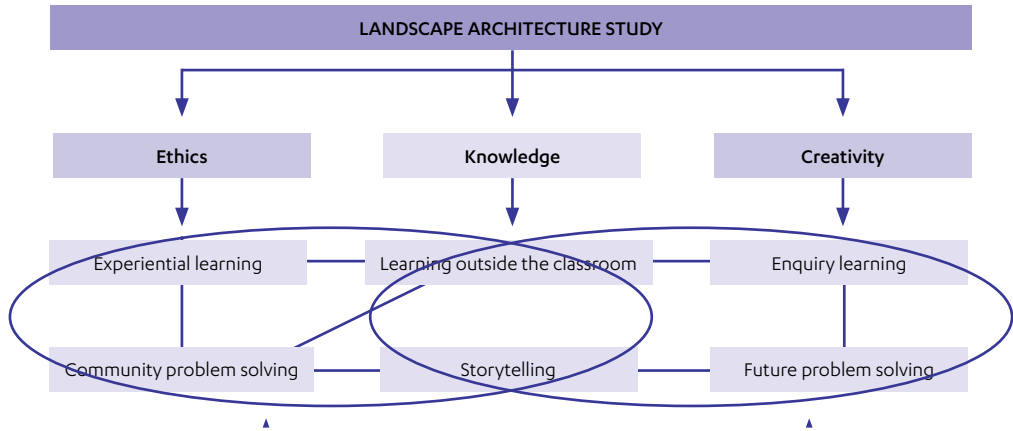 LANDSCAPE ARCHITECTURE STUDY
Ethics
Knowledge
Creativity
Experiential learning
Learning outside the classroom
Enquiry learning
Community problem solving
Storytelling
Future problem solving